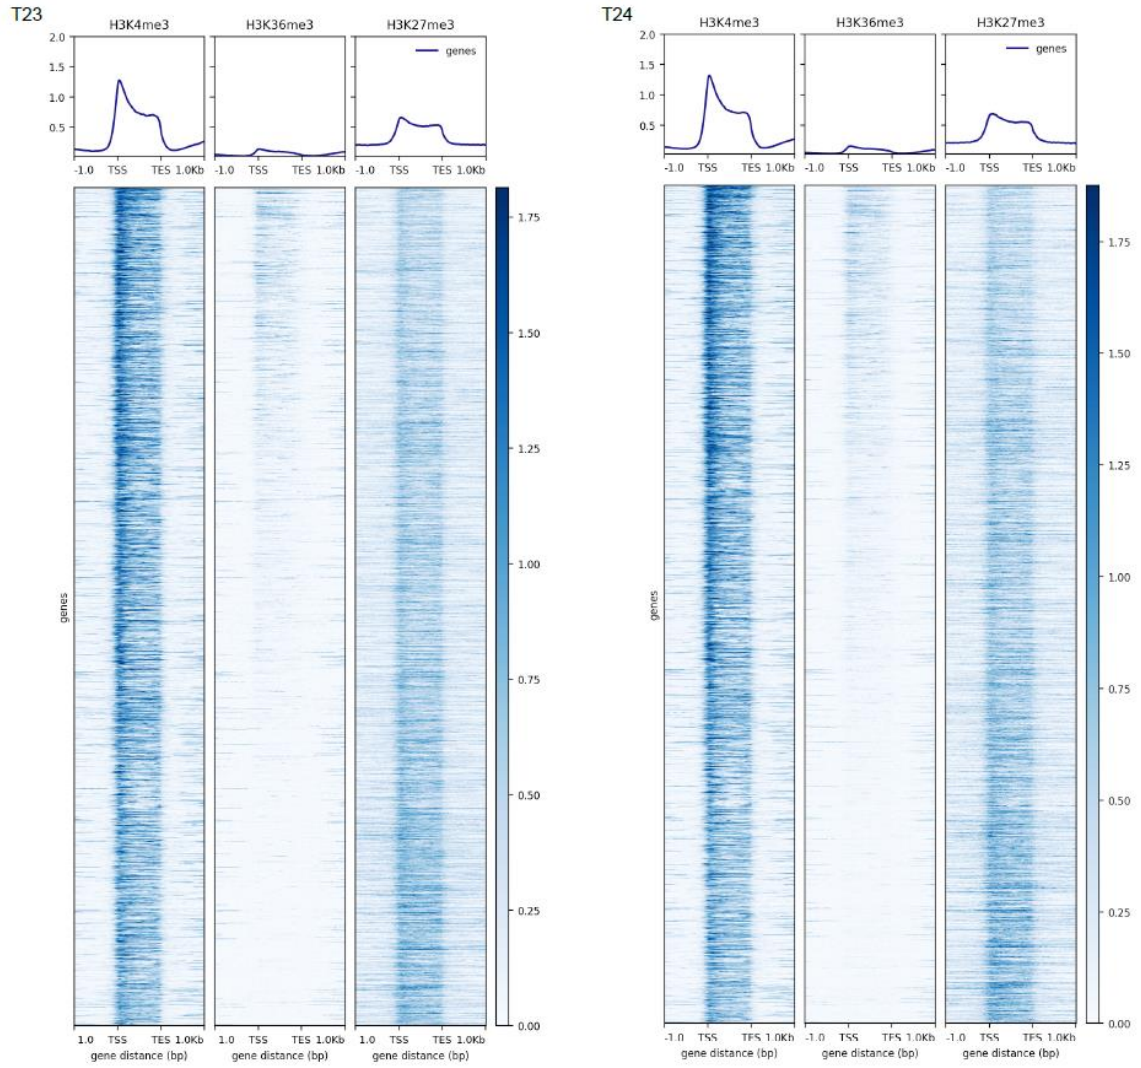 T23
H3K4me3 H3K36me3 H3K27me3
2.0
1.5
1.0
0.5
genes
-1.0 TSS TES 1.0Kb -1.0 TSS TES 1.0Kb -1.0 TSS TES 1.0Kb
1.75
1.50
1.25
1.00
0.75
0.50
0.25
0.00
genes
1.0 TSS TES 1.0Kb 1.0 TSS TES 1.0Kb 1.0 TSS TES 1.0Kb
gene distance (bp) gene distance (bp) gene distance (bp)
T24
H3K4me3 H3K36me3 H3K27me3
2.0
1.5
1.0
0.5
genes
-1.0 TSS TES 1.0Kb -1.0 TSS TES 1.0Kb -1.0 TSS TES 1.0Kb
1.75
1.50
1.25
1.00
0.75
0.50
0.25
0.00
genes
-1.0 TSS TES 1.0Kb -1.0 TSS TES 1.0Kb -1.0 TSS TES 1.0Kb
gene distance (bp) gene distance (bp) gene distance (bp)